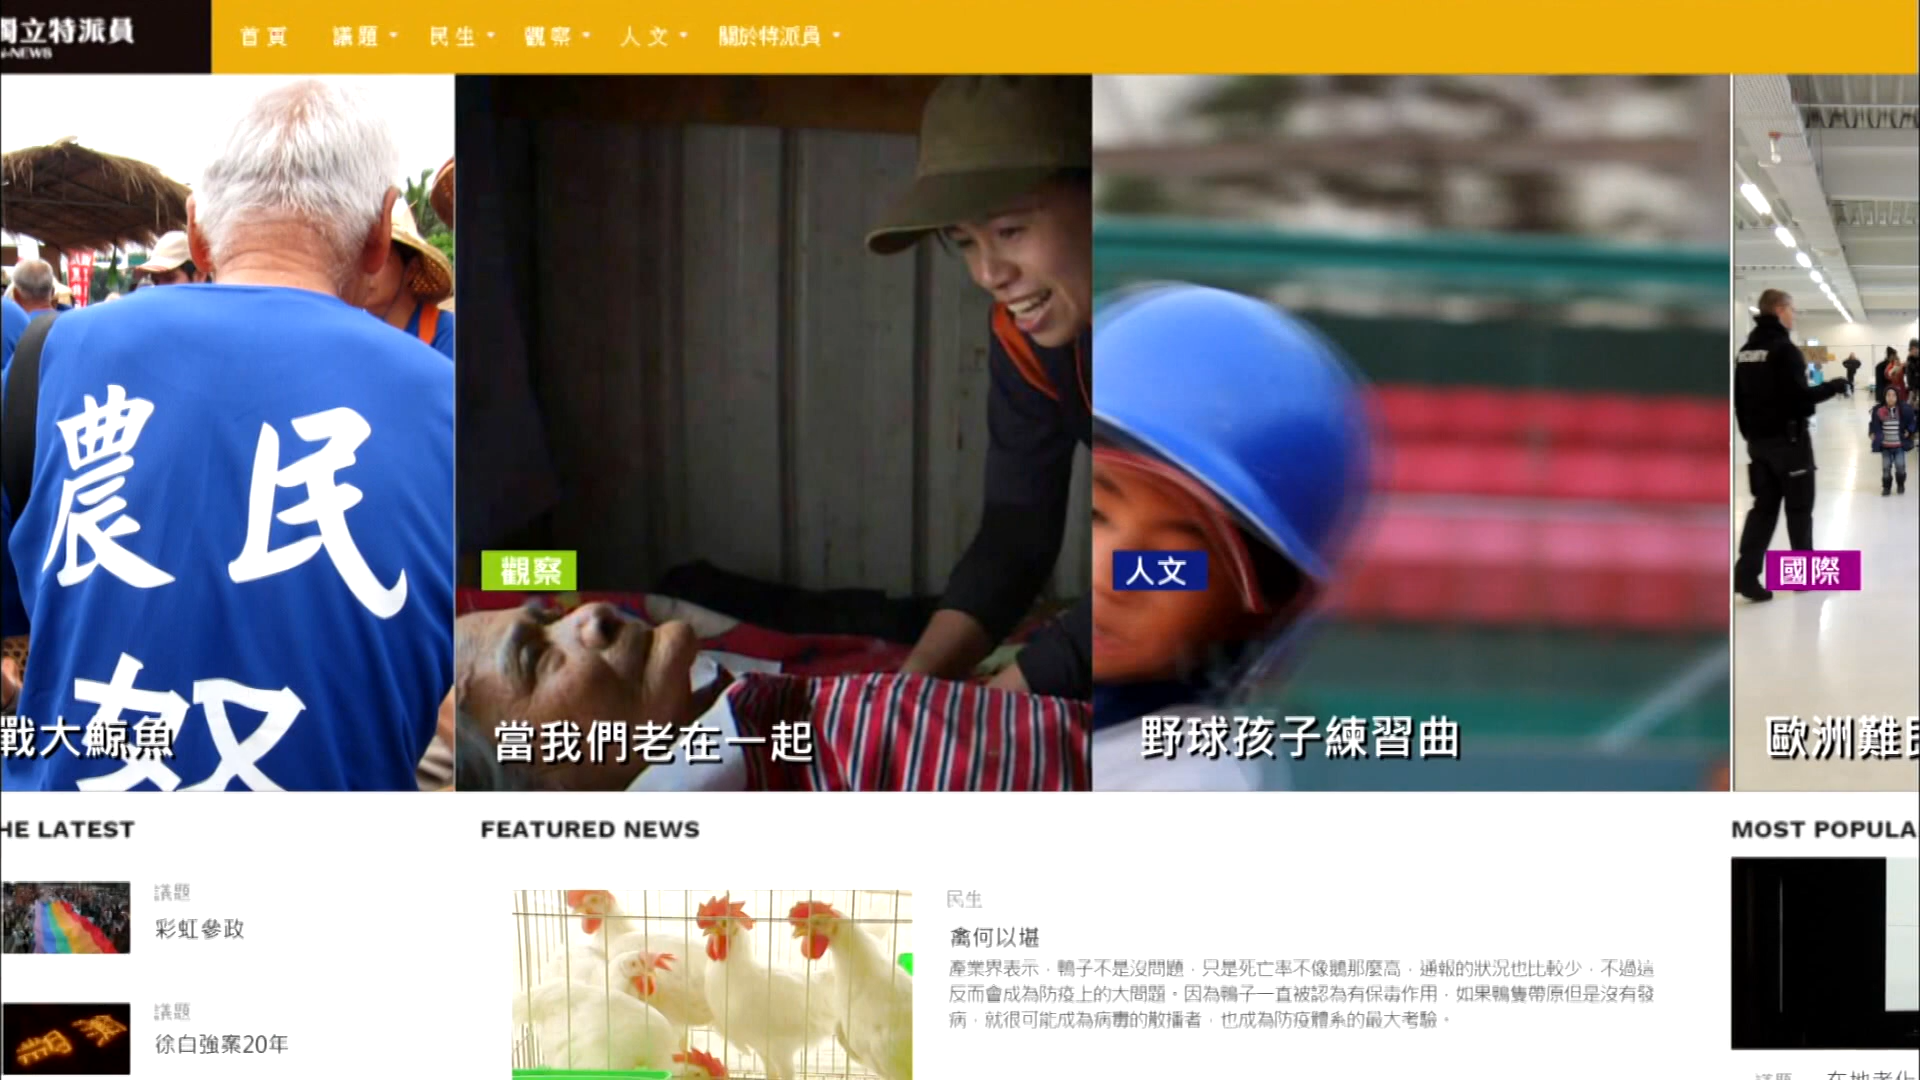 獨立特派員
首頁 議題 民生 觀察 人文 關於特派員
農民
SECURITY
觀察
人文
國際
戰大鯨魚
當我們老在一起
野球孩子練習曲
歐洲難民
HE LATEST
FEATURED NEWS
MOST POPULA
議題
彩虹參政
民生
禽何以堪
產業界表示，鴨子不是沒問題，只是死亡率不像鵝那麼高，通報的狀況也比較少，不過這
反而會成為防疫上的大問題。因為鴨子一直被認為有保毒作用，如果鴨隻帶原但是沒有發
病，就很可能成為病毒的散播者，也成為防疫體系的最大考驗。
議題
徐自強案20年